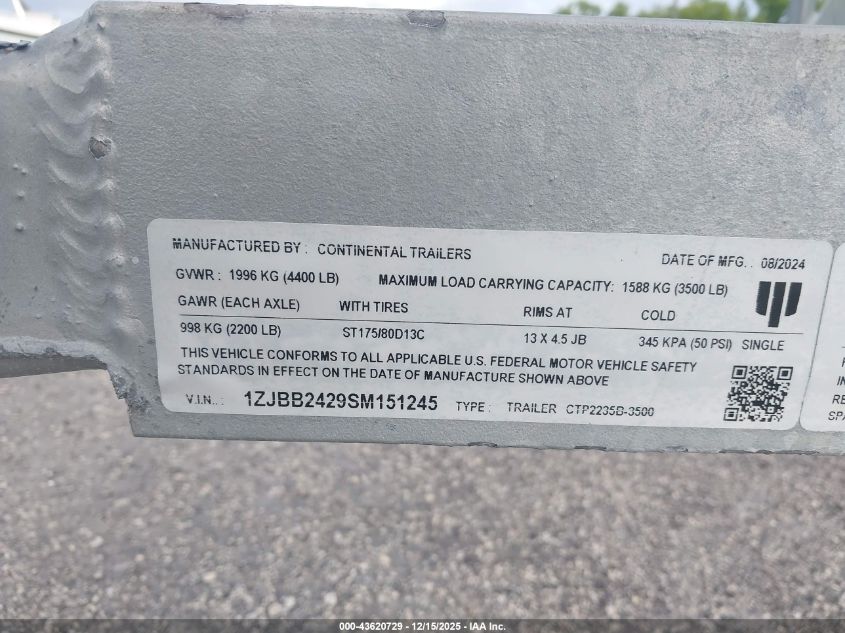 MANUFACTURED BY : CONTINENTAL TRAILERS DATE OF MFG. : 08/2024
GVWR : 1996 KG (4400 LB) MAXIMUM LOAD CARRYING CAPACITY: 1588 KG (3500 LB)
GAWR (EACH AXLE) WITH TIRES RIMS AT COLD
998 KG (2200 LB) ST175/80D13C 13 X 4.5 JB 345 KPA (50 PSI) SINGLE
THIS VEHICLE CONFORMS TO ALL APPLICABLE U.S. FEDERAL MOTOR VEHICLE SAFETY
STANDARDS IN EFFECT ON THE DATE OF MANUFACTURE SHOWN ABOVE
V.I.N.. : 1ZJBB2429SM151245 TYPE : TRAILER CTP2235B-3500
IN
RE
SPA
000-43620729 - 12/15/2025 - IAA Inc.